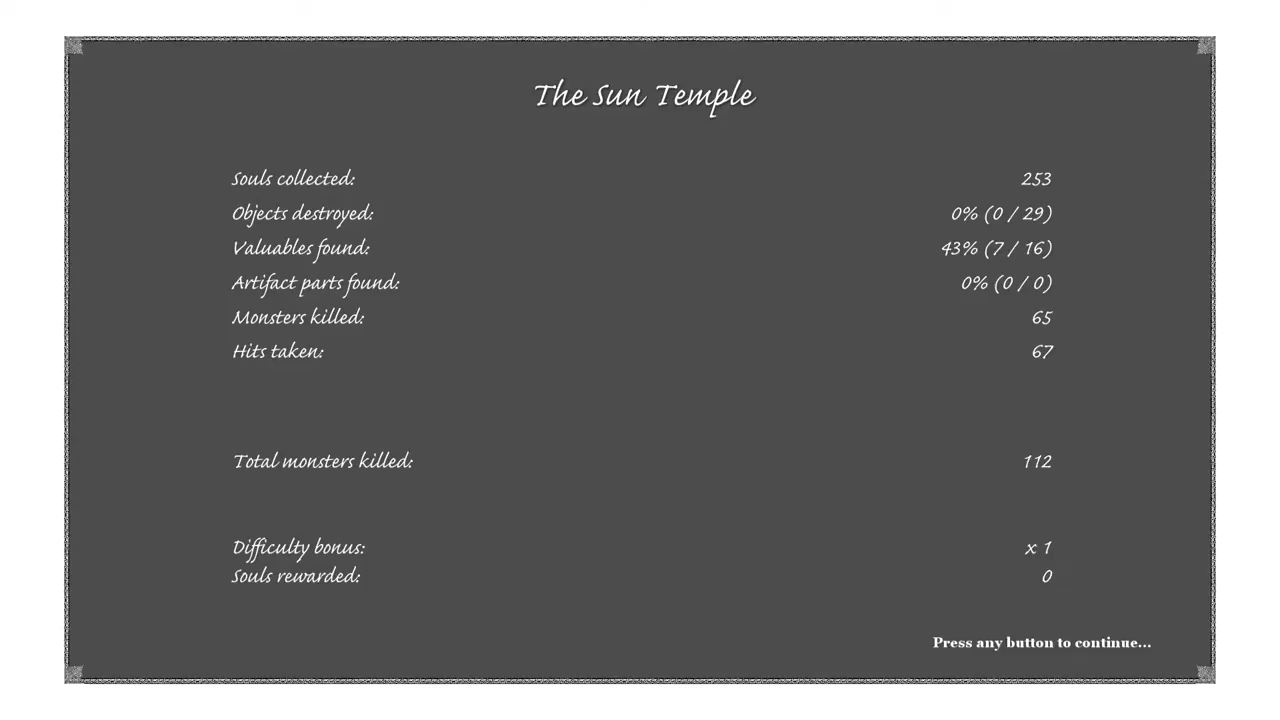 The Sun Temple
Souls collected: 253
Objects destroyed: 0% (0 / 29)
Valuables found: 43% (7 / 16)
Artifact parts found: 0% (0 / 0)
Monsters killed: 65
Hits taken: 67
Total monsters killed: 112
Difficulty bonus: x 1
Souls rewarded: 0
Press any button to continue...